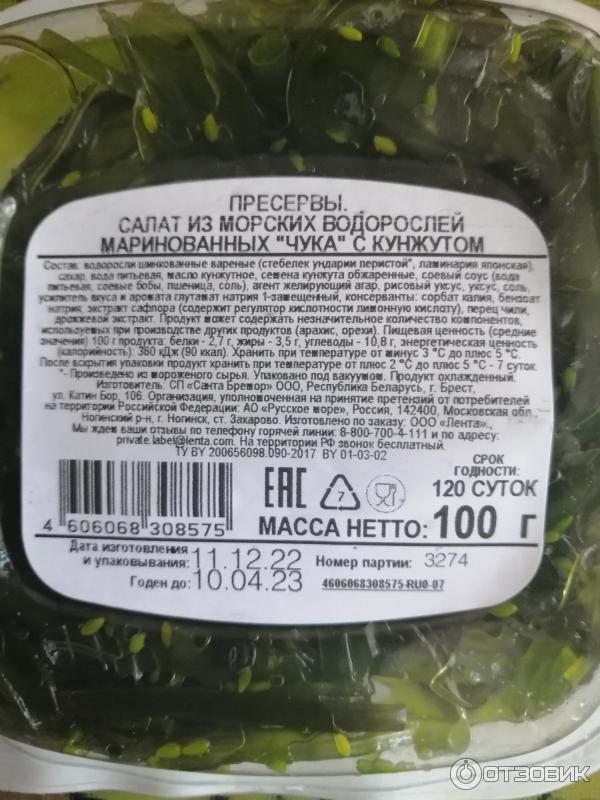 ПРЕСЕРВЫ.
САЛАТ ИЗ МОРСКИХ ВОДОРОСЛЕЙ
МАРИНОВАННЫХ "ЧУКА" С КУНЖУТОМ
Состав: водоросли шинкованные вареные (стебелек ундарии перистой*, ламинария японская),
сахар, вода питьевая, масло кунжутное, семена кунжута обжаренные, соевый соус (вода
питьевая, соевые бобы, пшеница, соль), агент желирующий агар, рисовый уксус, уксус, соль,
усилитель вкуса и аромата глутамат натрия 1-замещенный, консерванты: сорбат калия, бензоат
натрия, экстракт сафлора (содержит регулятор кислотности лимонную кислоту), перец чили,
дрожжевой экстракт. Продукт может содержать незначительное количество компонентов,
используемых при производстве других продуктов (арахис, орехи). Пищевая ценность (средние
значения) 100 г продукта: белки - 2,7 г, жиры - 3,5 г, углеводы - 10,8 г, энергетическая ценность
(калорийность): 360 кДж (90 ккал). Хранить при температуре от минус 3 °С до плюс 5 °С.
После вскрытия упаковки продукт хранить при температуре от плюс 2 °С до плюс 5 °С - 7 суток.
*- Произведено из мороженого сырья. Упаковано под вакуумом. Продукт охлажденный.
Изготовитель: СП «Санта Бремор» ООО, Республика Беларусь, г. Брест,
ул. Катин Бор, 106. Организация, уполномоченная на принятие претензий от потребителей
на территории Российской Федерации: АО «Русское море», Россия, 142400, Московская обл.,
Ногинский р-н, г. Ногинск, ст. Захарово. Изготовлено по заказу: ООО «Лента».,
Мы ждем ваши отзывы по телефону горячей линии: 8-800-700-4-111 и по адресу:
private.label@lenta.com. На территории РФ звонок бесплатный.
TY BY 200656098.090-2017 BY 01-03-02
ЕАС
7
СРОК
ГОДНОСТИ:
120 СУТОК
МАССА НЕТТО: 100 г
4 606068 308575
Дата изготовления
и упаковывания: 11.12.22
Номер партии: 3274
Годен до: 10.04.23
4606068308575-RU0-07
ОТЗОВИК